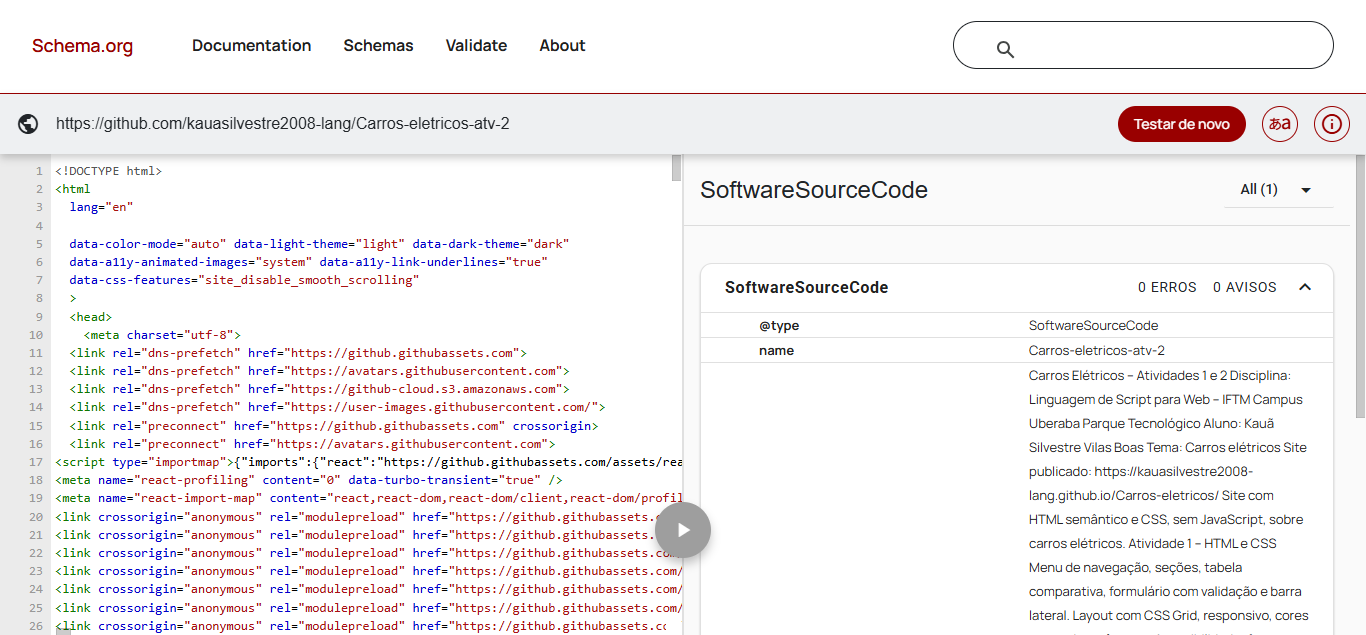 Schema.org
Documentation
Schemas
Validate
About
https://github.com/kauasilvestre2008-lang/Carros-eletricos-atv-2
Testar de novo
あa
1 <!DOCTYPE html>
2 <html
3 lang="en"
4
5 data-color-mode="auto" data-light-theme="light" data-dark-theme="dark"
6 data-a11y-animated-images="system" data-a11y-link-underlines="true"
7 data-css-features="site_disable_smooth_scrolling"
8 >
9 <head>
10 <meta charset="utf-8">
11 <link rel="dns-prefetch" href="https://github.githubassets.com">
12 <link rel="dns-prefetch" href="https://avatars.githubusercontent.com">
13 <link rel="dns-prefetch" href="https://github-cloud.s3.amazonaws.com">
14 <link rel="dns-prefetch" href="https://user-images.githubusercontent.com/">
15 <link rel="preconnect" href="https://github.githubassets.com" crossorigin>
16 <link rel="preconnect" href="https://avatars.githubusercontent.com">
17 <script type="importmap">{"imports":{"react":"https://github.githubassets.com/assets/rea
18 <meta name="react-profiling" content="0" data-turbo-transient="true" />
19 <meta name="react-import-map" content="react,react-dom,react-dom/client,react-dom/profil
20 <link crossorigin="anonymous" rel="modulepreload" href="https://github.githubassets.c
21 <link crossorigin="anonymous" rel="modulepreload" href="https://github.githubassets.
22 <link crossorigin="anonymous" rel="modulepreload" href="https://github.githubassets.com/
23 <link crossorigin="anonymous" rel="modulepreload" href="https://github.githubassets.com/
24 <link crossorigin="anonymous" rel="modulepreload" href="https://github.githubassets.com/
25 <link crossorigin="anonymous" rel="modulepreload" href="https://github.githubassets.com/
26 <link crossorigin="anonymous" rel="modulepreload" href="https://github.githubassets.cc
SoftwareSourceCode
All (1)
SoftwareSourceCode
0 ERROS 0 AVISOS
@type SoftwareSourceCode
name Carros-eletricos-atv-2
Carros Elétricos – Atividades 1 e 2 Disciplina:
Linguagem de Script para Web – IFTM Campus
Uberaba Parque Tecnológico Aluno: Kauã
Silvestre Vilas Boas Tema: Carros elétricos Site
publicado: https://kauasilvestre2008-
lang.github.io/Carros-eletricos/ Site com
HTML semântico e CSS, sem JavaScript, sobre
carros elétricos. Atividade 1 – HTML e CSS
Menu de navegação, seções, tabela
comparativa, formulário com validação e barra
lateral. Layout com CSS Grid, responsivo, cores